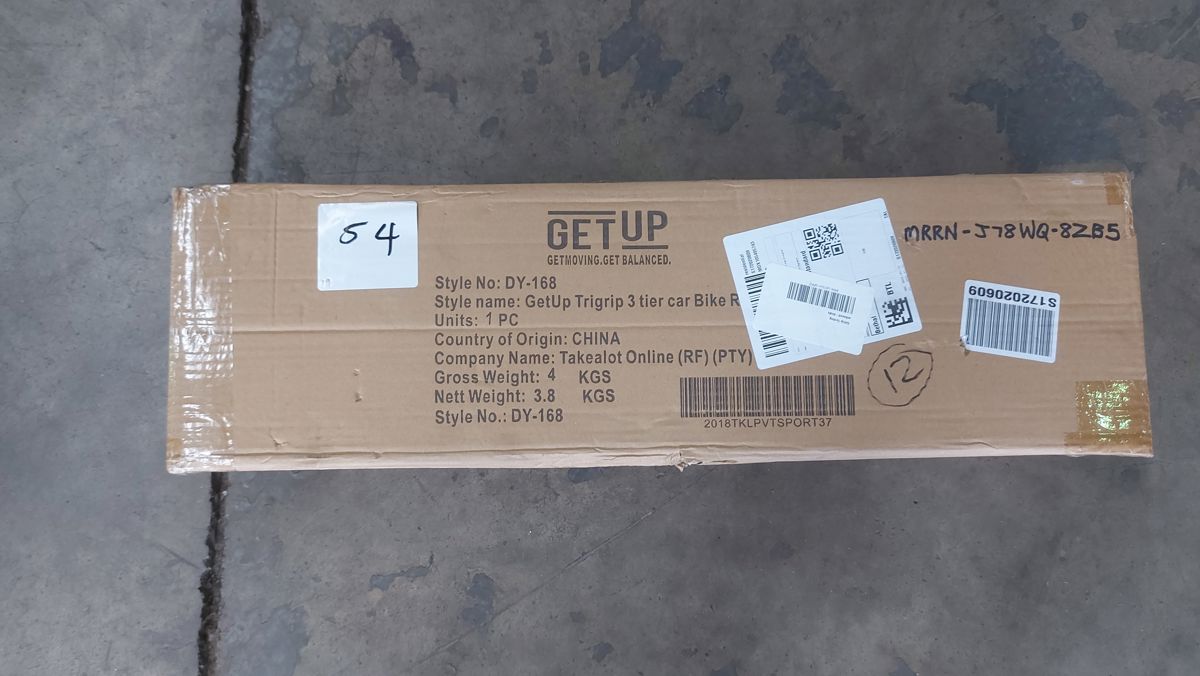 54
GETUP
GETMOVING.GET BALANCED.
Style No: DY-168
Style name: GetUp Trigrip 3 tier car Bike R
Units: 1 PC
Country of Origin: CHINA
Company Name: Takealot Online (RF) (PTY)
Gross Weight: 4 KGS
Nett Weight: 3.8 KGS
Style No.: DY-168
2018TKLPVTSPORT37
BTL
MRRN-J78WQ-8ZB5
S172020609
12